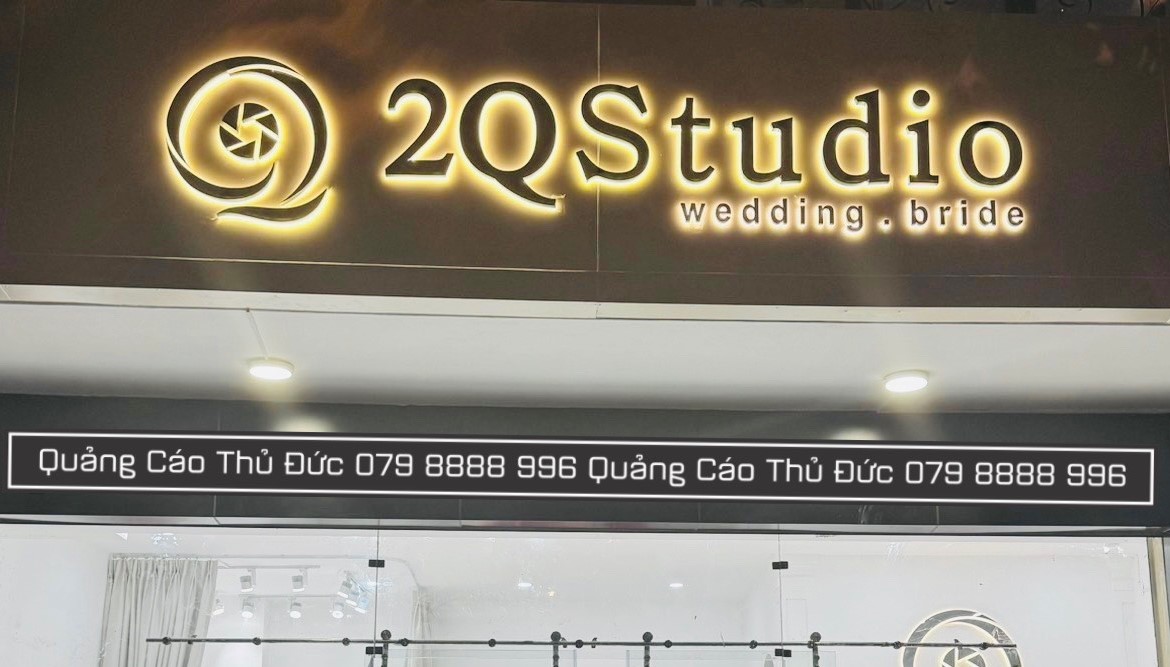 2QStudio
wedding.bride
Quảng Cáo Thủ Đức 079 8888 996 Quảng Cáo Thủ Đức 079 8888 996